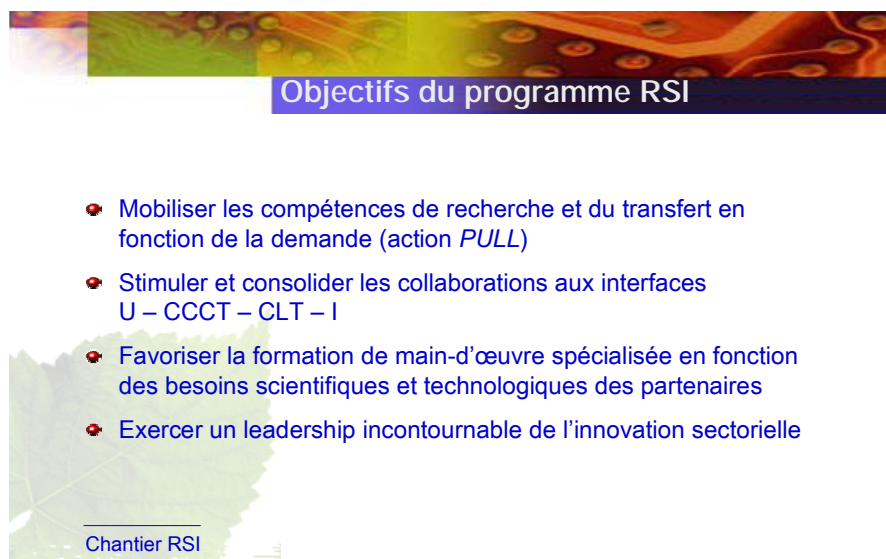 Objectifs du programme RSI
Mobiliser les compétences de recherche et du transfert en
fonction de la demande (action PULL)
Stimuler et consolider les collaborations aux interfaces
U – CCCT – CLT – I
Favoriser la formation de main-d’œuvre spécialisée en fonction
des besoins scientifiques et technologiques des partenaires
Exercer un leadership incontournable de l’innovation sectorielle
Chantier RSI